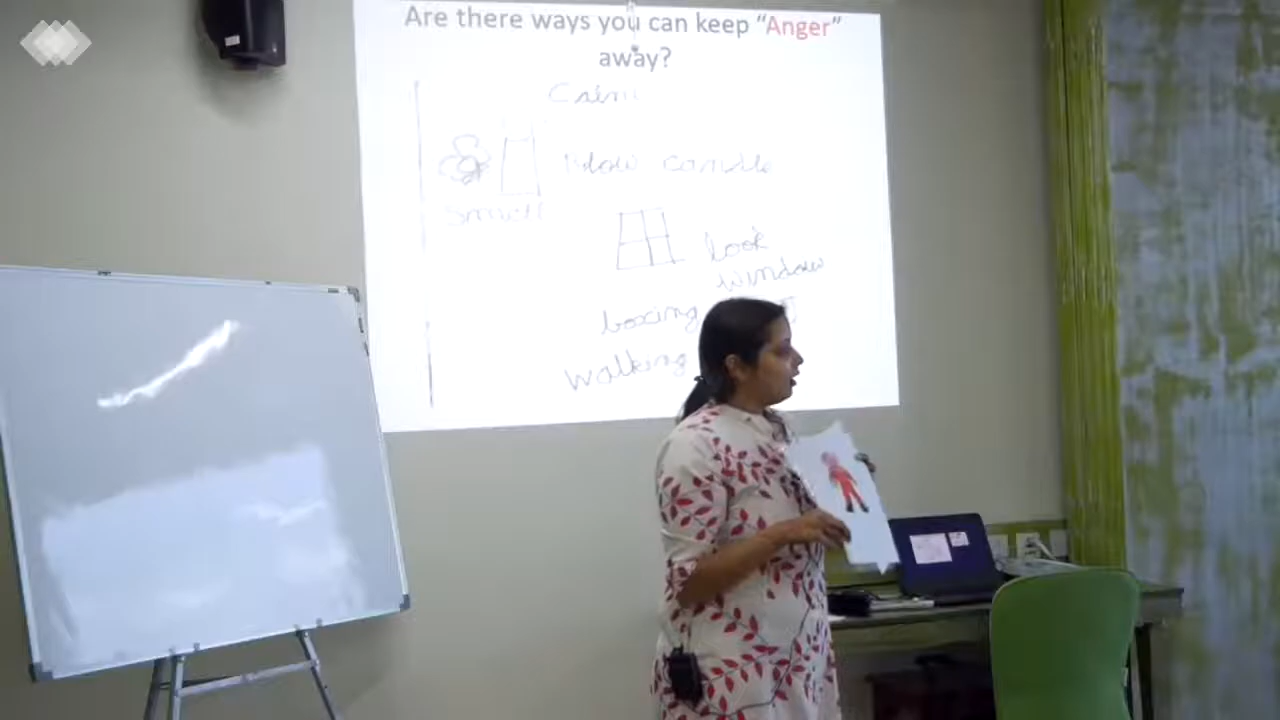 Are there ways you can keep “Anger”
away?
Calm
blow candle
Smell
look
window
boxing
walking